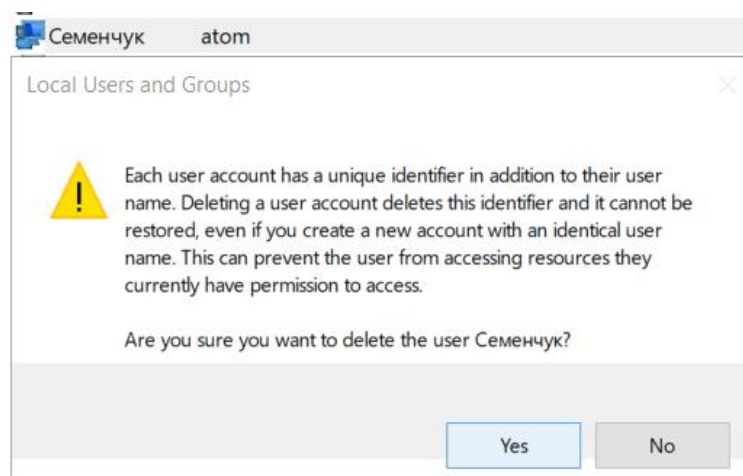 Семенчук atom
Local Users and Groups
Each user account has a unique identifier in addition to their user
name. Deleting a user account deletes this identifier and it cannot be
restored, even if you create a new account with an identical user
name. This can prevent the user from accessing resources they
currently have permission to access.
Are you sure you want to delete the user Семенчук?
Yes No